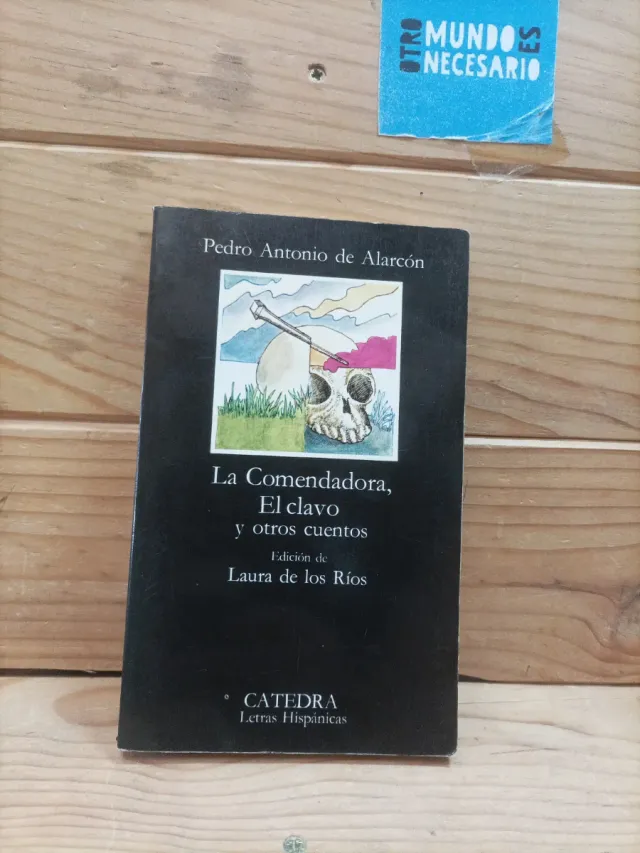 OTRO MUNDO ES
NECESARIO
Pedro Antonio de Alarcón
La Comendadora,
El clavo
y otros cuentos
Edición de
Laura de los Ríos
CATEDRA
Letras Hispánicas